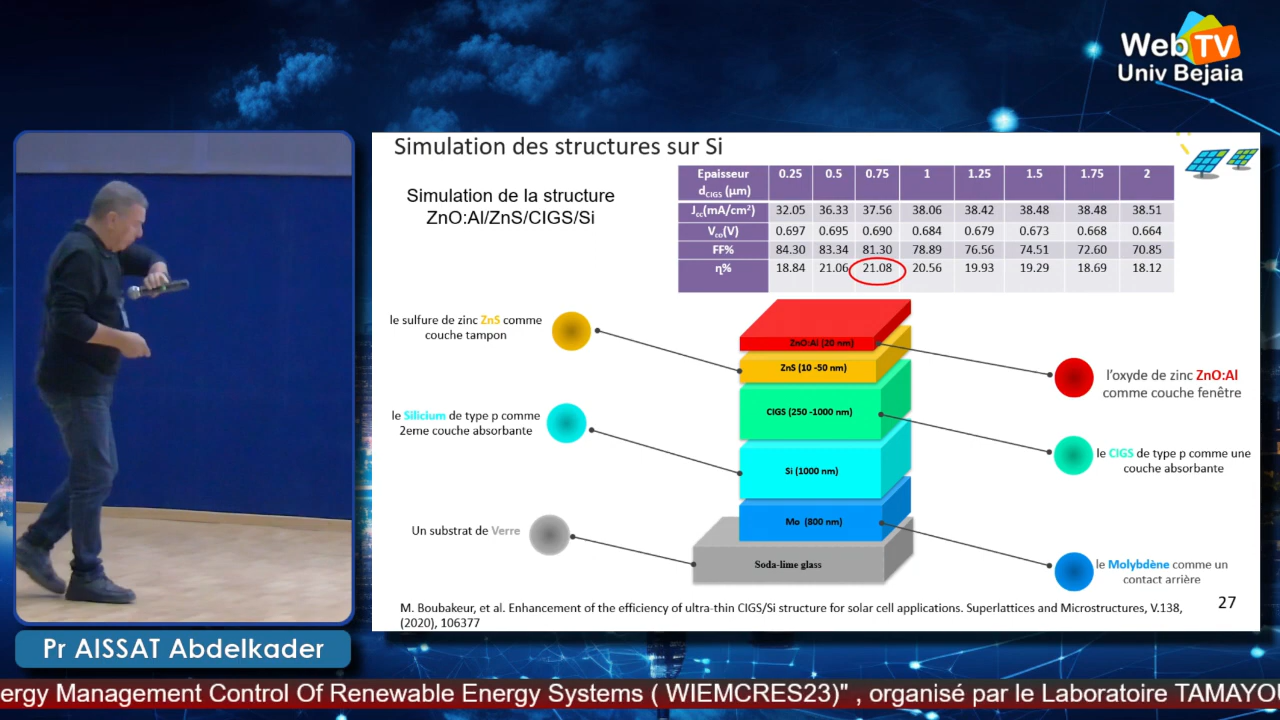 Web TV
Univ Bejaia
Simulation des structures sur Si
Simulation de la structure
ZnO:Al/ZnS/CIGS/Si
Epaisseur dCIGS (µm) 0.25 0.5 0.75 1 1.25 1.5 1.75 2
Jcc(mA/cm²) 32.05 36.33 37.56 38.06 38.42 38.48 38.48 38.51
Vco(V) 0.697 0.695 0.690 0.684 0.679 0.673 0.668 0.664
FF% 84.30 83.34 81.30 78.89 76.56 74.51 72.60 70.85
η% 18.84 21.06 21.08 20.56 19.93 19.29 18.69 18.12
le sulfure de zinc ZnS comme
couche tampon
le Silicium de type p comme
2eme couche absorbante
Un substrat de Verre
ZnO:Al (20 nm)
ZnS (10 -50 nm)
CIGS (250 -1000 nm)
Si (1000 nm)
Mo (800 nm)
Soda-lime glass
l'oxyde de zinc ZnO:Al
comme couche fenêtre
le CIGS de type p comme une
couche absorbante
le Molybdène comme un
contact arrière
M. Boubakeur, et al. Enhancement of the efficiency of ultra-thin CIGS/Si structure for solar cell applications. Superlattices and Microstructures, V.138,
(2020), 106377
27
Pr AISSAT Abdelkader
ergy Management Control Of Renewable Energy Systems ( WIEMCRES23)" , organisé par le Laboratoire TAMAYO